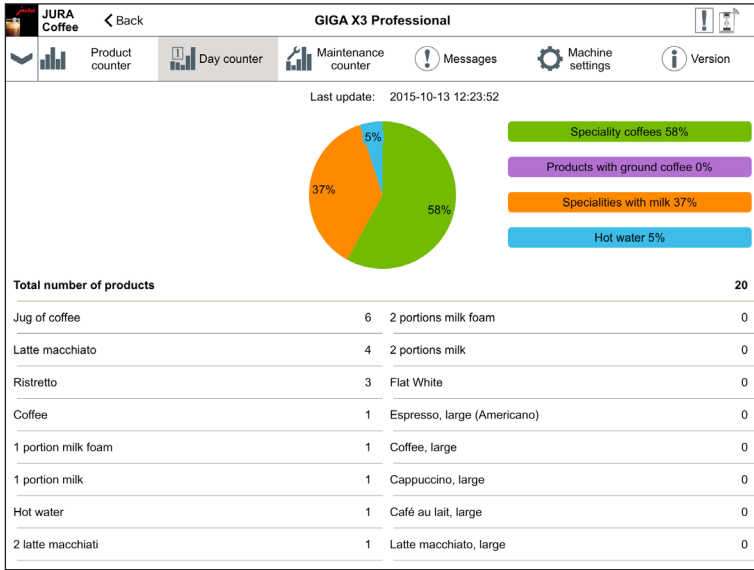 jura
JURA
Coffee
Back
GIGA X3 Professional
Product
counter
1
Day counter
Maintenance
counter
Messages
Machine
settings
Version
Last update: 2015-10-13 12:23:52
5%
37%
58%
Speciality coffees 58%
Products with ground coffee 0%
Specialities with milk 37%
Hot water 5%
Total number of products 20
Jug of coffee 6 2 portions milk foam 0
Latte macchiato 4 2 portions milk 0
Ristretto 3 Flat White 0
Coffee 1 Espresso, large (Americano) 0
1 portion milk foam 1 Coffee, large 0
1 portion milk 1 Cappuccino, large 0
Hot water 1 Café au lait, large 0
2 latte macchiati 1 Latte macchiato, large 0